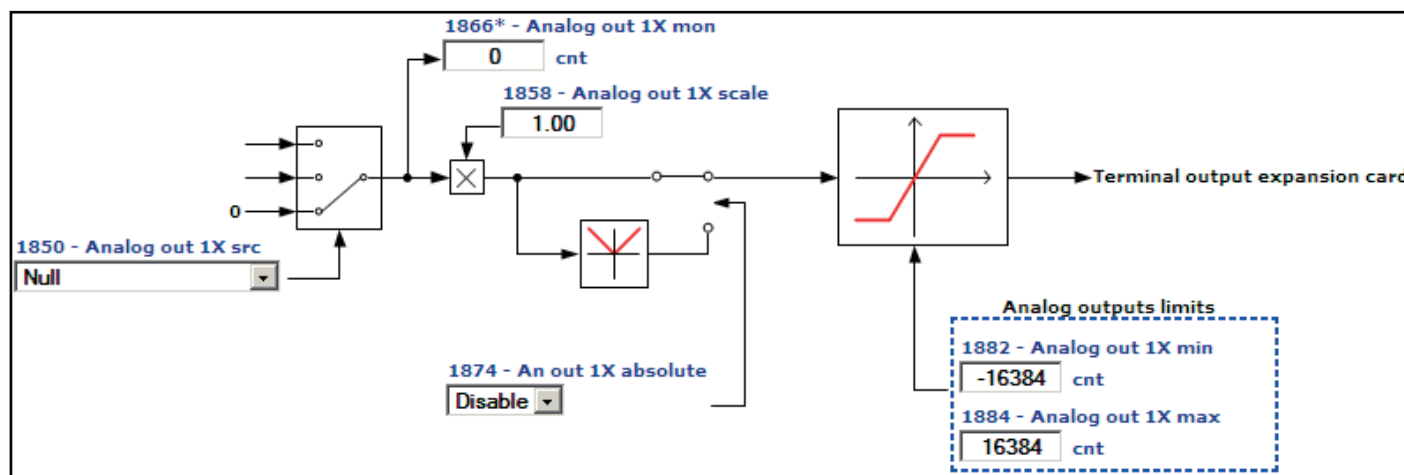 1866* - Analog out 1X mon
0 cnt
1858 - Analog out 1X scale
1.00
0
1850 - Analog out 1X src
Null
Terminal output expansion card
1874 - An out 1X absolute
Disable
Analog outputs limits
1882 - Analog out 1X min
-16384 cnt
1884 - Analog out 1X max
16384 cnt